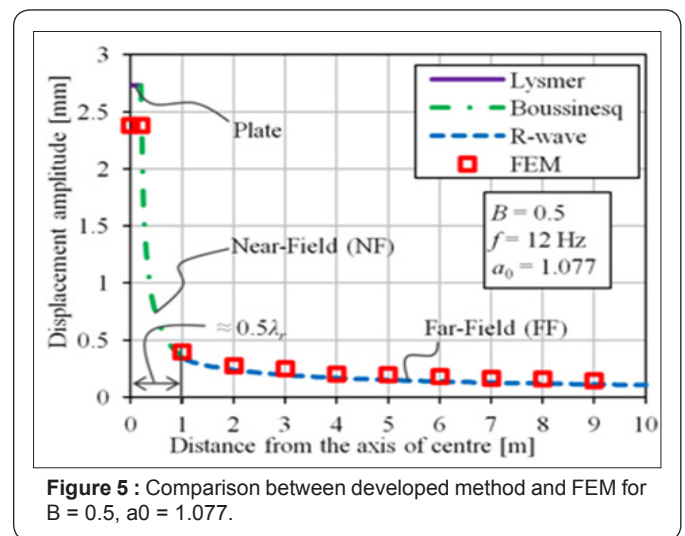 3
2.5
2
1.5
1
0.5
0
Displacement amplitude [mm]
Lysmer
Boussinesq
R-wave
FEM
Plate
B = 0.5
f = 12 Hz
a₀ = 1.077
Near-Field (NF)
≈ 0.5λᵣ
Far-Field (FF)
0 1 2 3 4 5 6 7 8 9 10
Distance from the axis of centre [m]
Figure 5 : Comparison between developed method and FEM for
B = 0.5, a0 = 1.077.